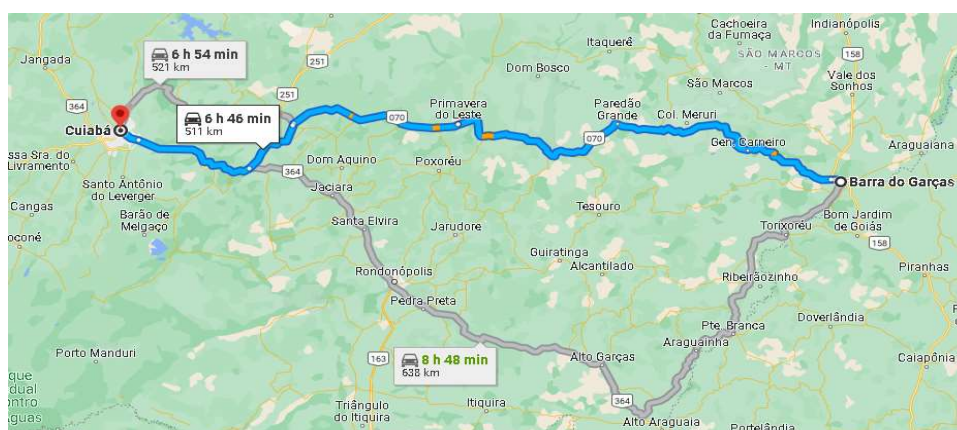 Cachoeira
da Fumaça
Indianópolis
Jangada
6 h 54 min
521 km
251
Itaquerê
158
SÃO MARCOS
- MT
Dom Bosco
Vale dos
Sonhos
São Marcos
364
251
6 h 46 min
511 km
070
Primavera
do Leste
Paredão
Grande
Col. Meruri
Cuiabá
070
Gen. Carneiro
Araguaiana
ssa Sra. do
Livramento
364
Dom Aquino
Poxoréu
Barra do Garças
Santo Antônio
do Leverger
Jaciara
Cangas
Barão de
Melgaço
Santa Elvira
Jarudore
Tesouro
Torixoréu
Bom Jardim
de Goiás
oconé
158
Guiratinga
Alcantilado
Rondonópolis
Ribeirãozinho
Piranhas
Pedra Preta
Pte. Branca
Doverlândia
Porto Manduri
163
8 h 48 min
638 km
Alto Garças
Araguainha
Caiapônia
que
dual
ontro
Aguas
Triângulo
do Itiquira
Itiquira
364
Alto Araguaia
Portelândia